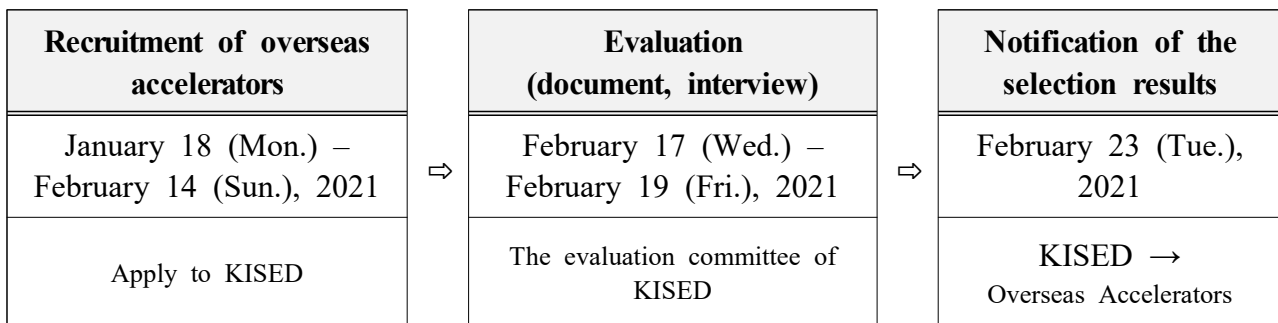 Recruitment of overseas
accelerators
January 18 (Mon.) –
February 14 (Sun.), 2021
Apply to KISED
⇨
Evaluation
(document, interview)
February 17 (Wed.) –
February 19 (Fri.), 2021
The evaluation committee of
KISED
⇨
Notification of the
selection results
February 23 (Tue.),
2021
KISED →
Overseas Accelerators